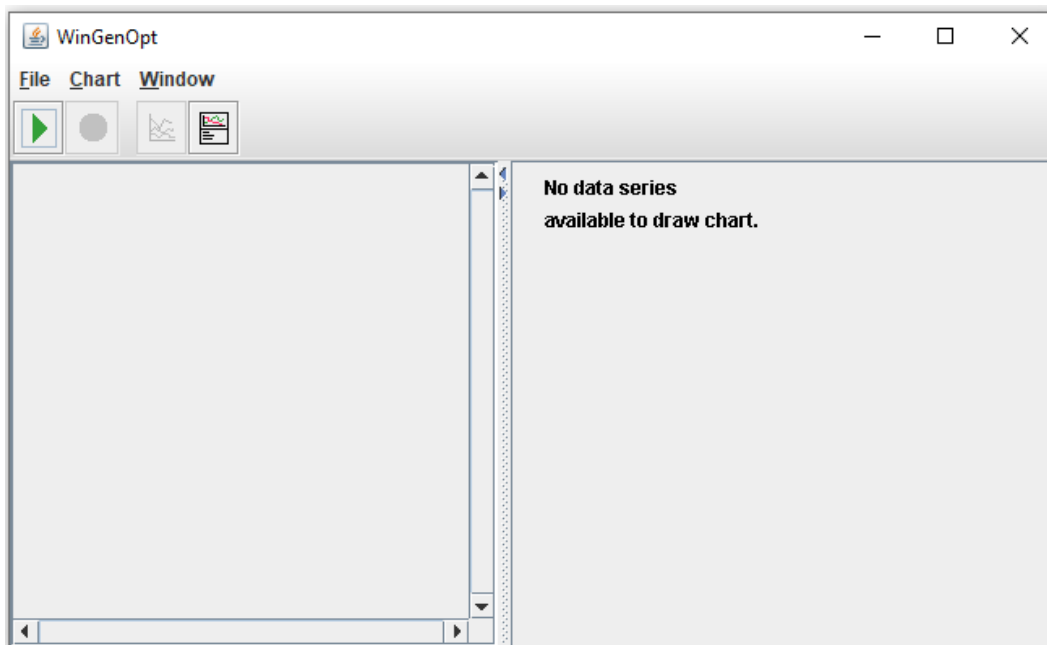 WinGenOpt
File Chart Window
No data series
available to draw chart.